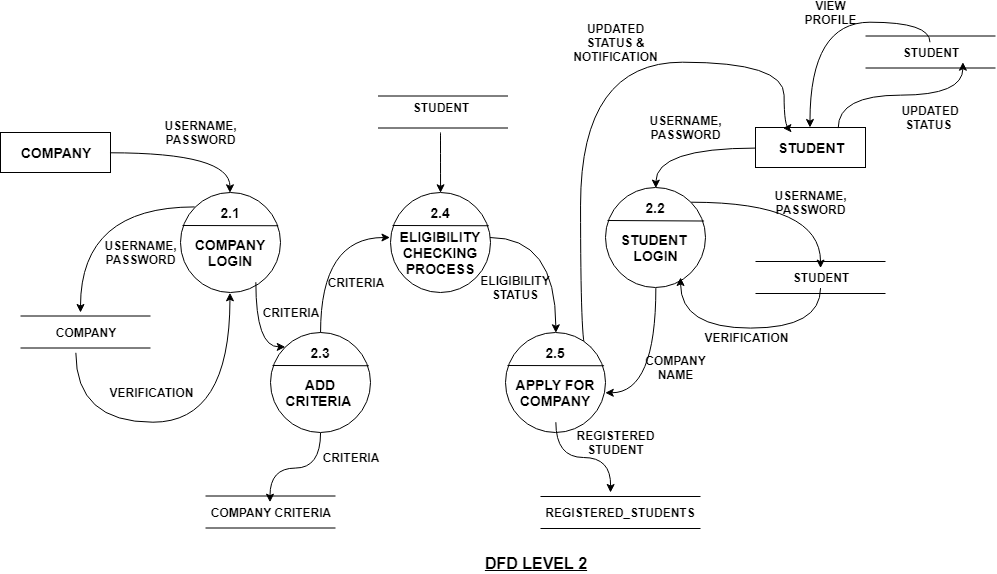 VIEW
PROFILE
UPDATED
STATUS &
NOTIFICATION
STUDENT
UPDATED
STATUS
STUDENT
USERNAME,
PASSWORD
COMPANY
USERNAME,
PASSWORD
STUDENT
2.1
COMPANY
LOGIN
2.4
ELIGIBILITY
CHECKING
PROCESS
2.2
STUDENT
LOGIN
USERNAME,
PASSWORD
USERNAME,
PASSWORD
CRITERIA
ELIGIBILITY
STATUS
STUDENT
CRITERIA
COMPANY
VERIFICATION
2.3
ADD
CRITERIA
2.5
APPLY FOR
COMPANY
COMPANY
NAME
VERIFICATION
CRITERIA
REGISTERED
STUDENT
COMPANY CRITERIA
REGISTERED_STUDENTS
DFD LEVEL 2